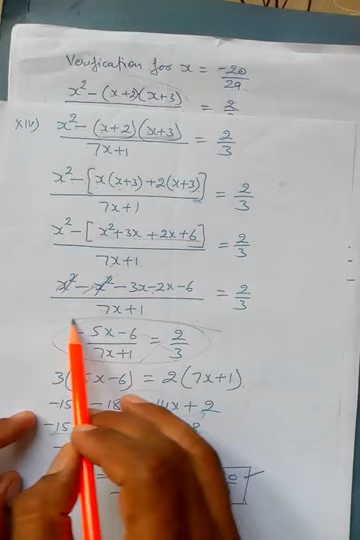 Verification for x = -20/29
x² - (x+2)(x+3) / = 2/
XIV) x² - (x+2)(x+3) / 7x+1 = 2/3
x² - [x(x+3)+2(x+3)] / 7x+1 = 2/3
x² - [x²+3x+2x+6] / 7x+1 = 2/3
x² - x² - 3x - 2x - 6 / 7x+1 = 2/3
5x - 6 / 7x+1 = 2/3
3( 5x - 6) = 2(7x+1)
-15 - 18 14x + 2
-15
=